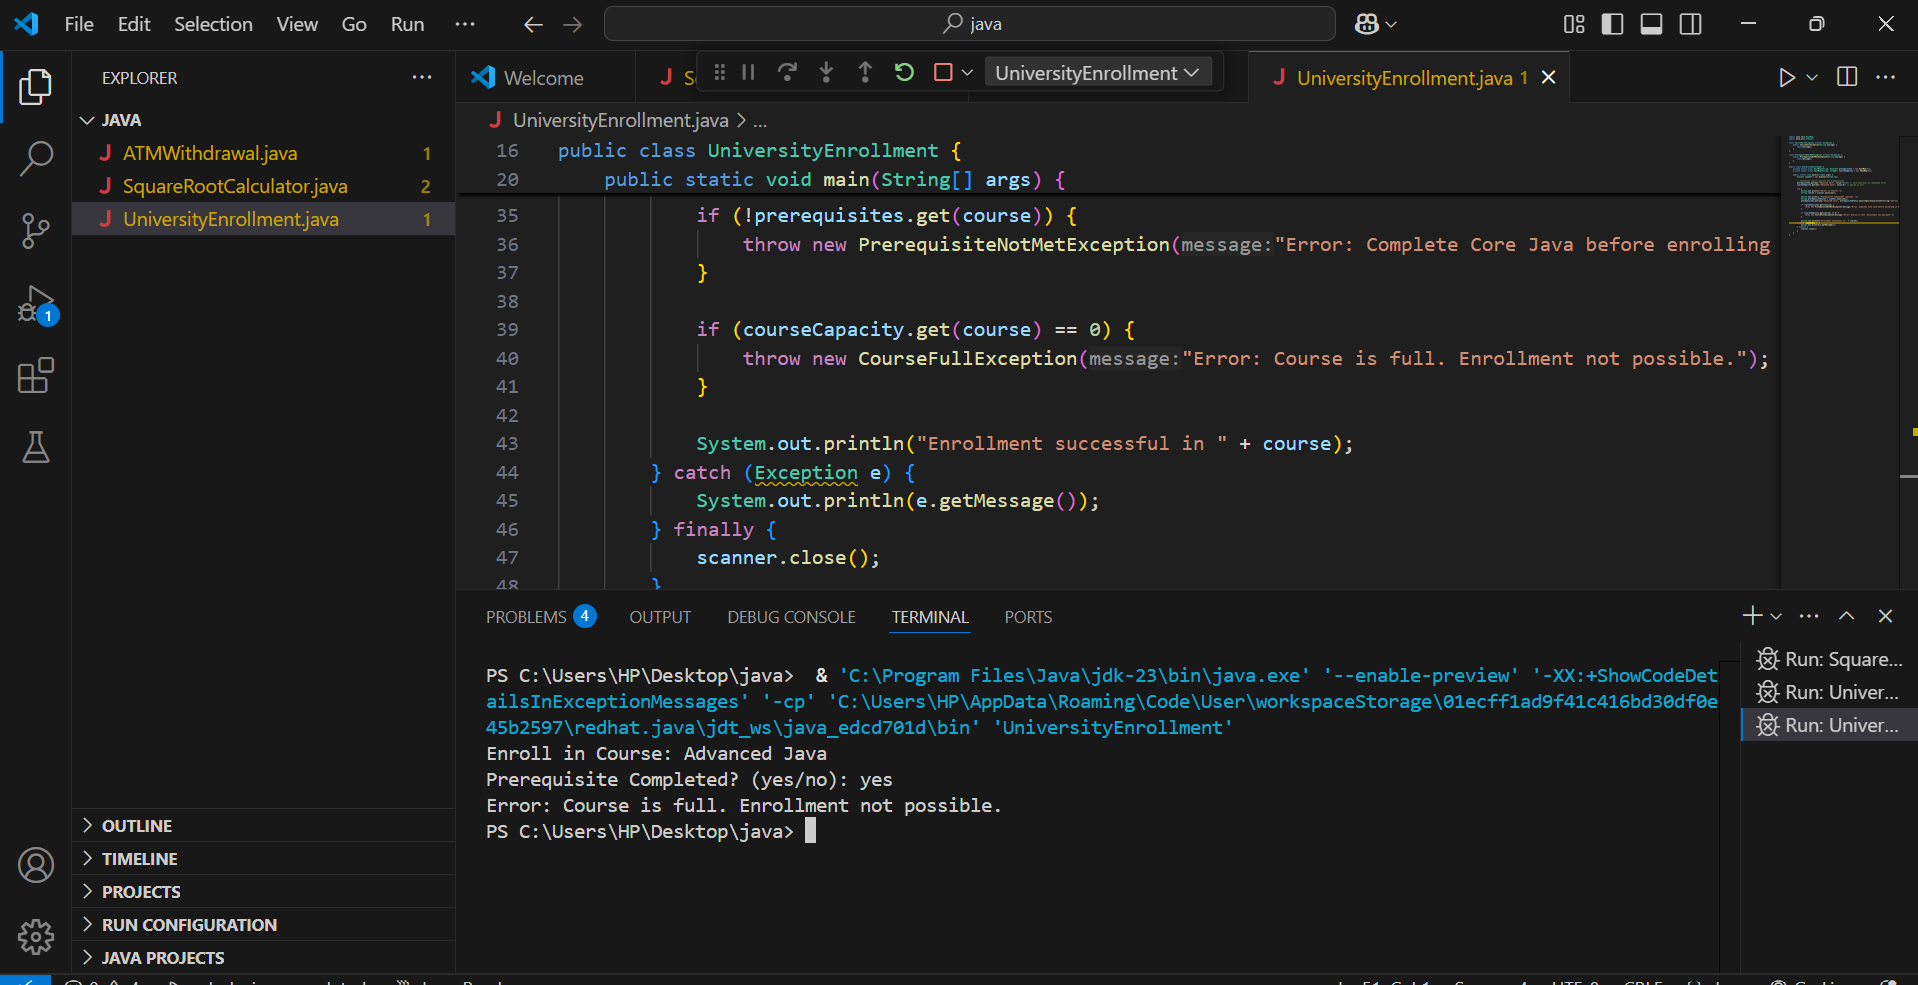 File Edit Selection View Go Run ··· java
EXPLORER ···
JAVA
ATMWithdrawal.java 1
SquareRootCalculator.java 2
UniversityEnrollment.java 1
1
OUTLINE
TIMELINE
PROJECTS
RUN CONFIGURATION
JAVA PROJECTS
Welcome UniversityEnrollment UniversityEnrollment.java 1
UniversityEnrollment.java > ...
16 public class UniversityEnrollment {
20 public static void main(String[] args) {
35 if (!prerequisites.get(course)) {
36 throw new PrerequisiteNotMetException(message:"Error: Complete Core Java before enrolling
37 }
38
39 if (courseCapacity.get(course) == 0) {
40 throw new CourseFullException(message:"Error: Course is full. Enrollment not possible.");
41 }
42
43 System.out.println("Enrollment successful in " + course);
44 } catch (Exception e) {
45 System.out.println(e.getMessage());
46 } finally {
47 scanner.close();
48 }
PROBLEMS 4 OUTPUT DEBUG CONSOLE TERMINAL PORTS
PS C:\Users\HP\Desktop\java> & 'C:\Program Files\Java\jdk-23\bin\java.exe' '--enable-preview' '-XX:+ShowCodeDet
ailsInExceptionMessages' '-cp' 'C:\Users\HP\AppData\Roaming\Code\User\workspaceStorage\01ecff1ad9f41c416bd30df0e
45b2597\redhat.java\jdt_ws\java_edcd701d\bin' 'UniversityEnrollment'
Enroll in Course: Advanced Java
Prerequisite Completed? (yes/no): yes
Error: Course is full. Enrollment not possible.
PS C:\Users\HP\Desktop\java>
Run: Square...
Run: Univer...
Run: Univer...